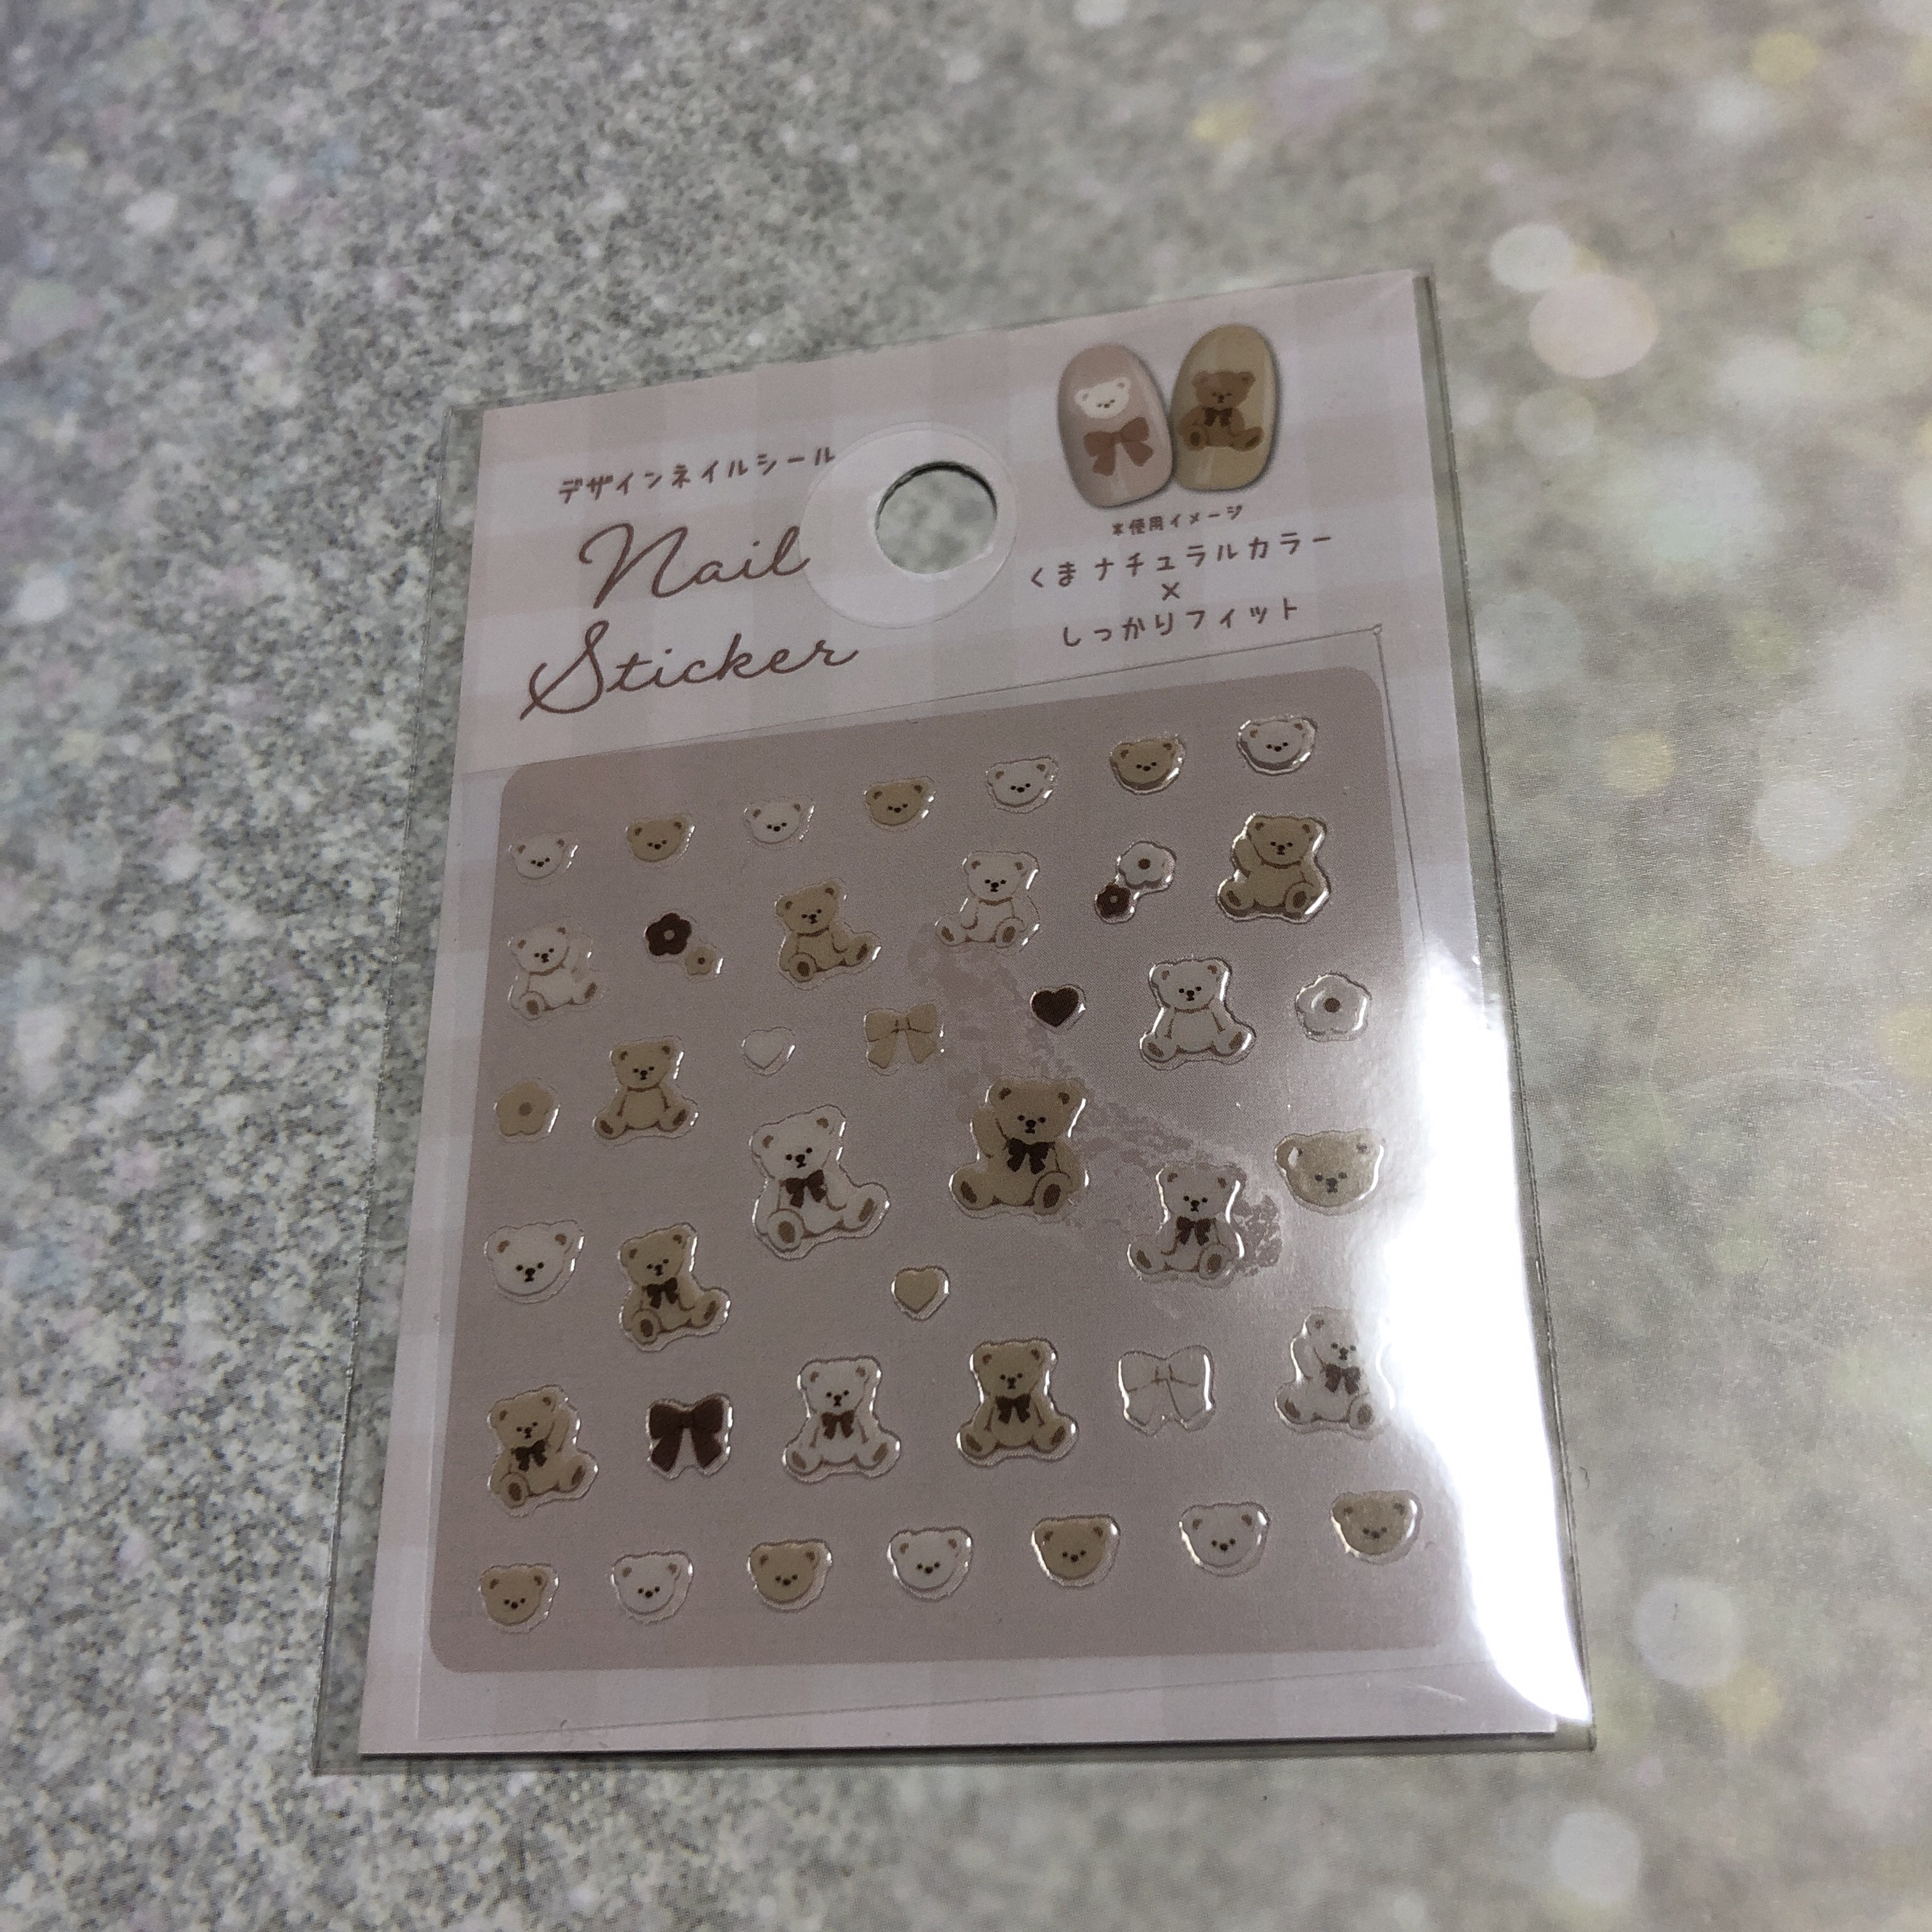 デザインネイルシール
Nail
Sticker
※使用イメージ
くま ナチュラルカラー
×
しっかりフィット